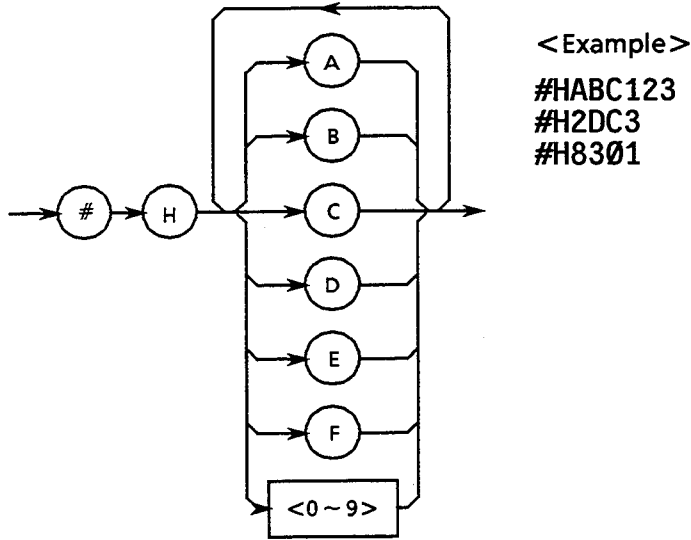 <Example>
#HABC123
#H2DC3
#H83Ø1
A
B
# H C
D
E
F
<0~9>